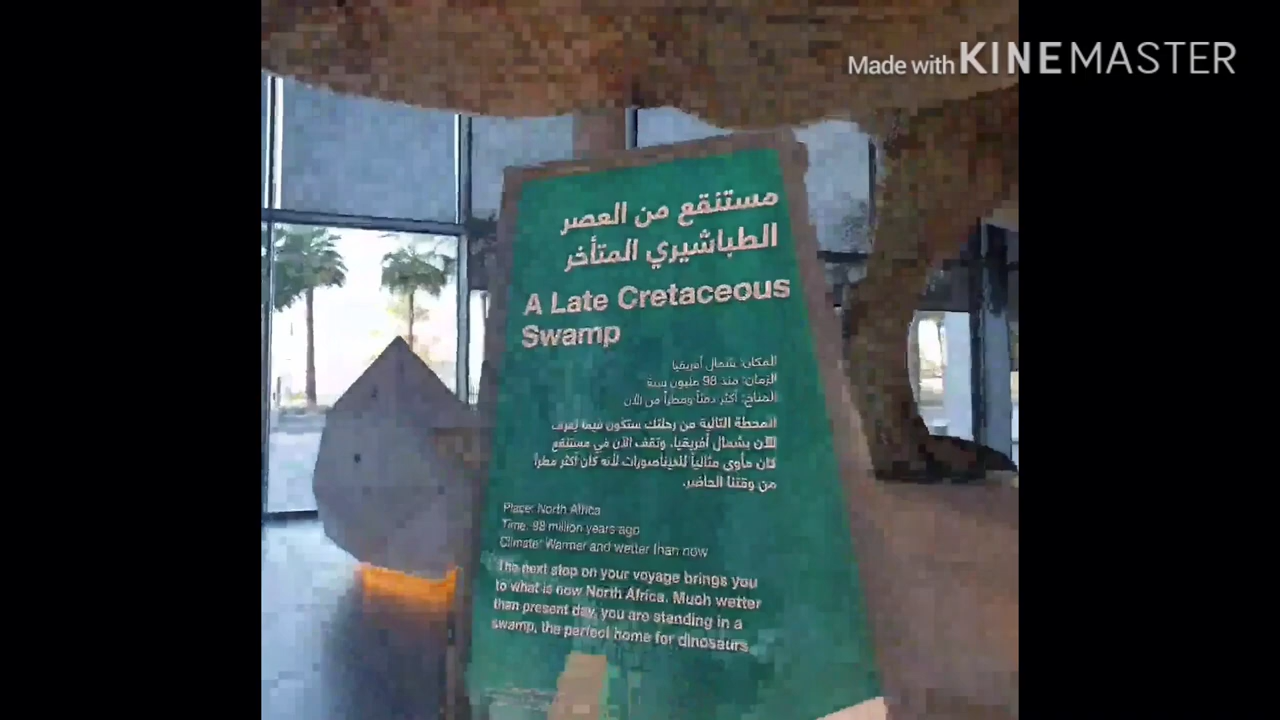 Made with KINEMASTER
مستنقع من العصر
الطباشيري المتأخر
A Late Cretaceous
Swamp
المكان: شمال أفريقيا
الزمان: منذ 98 مليون سنة
المناخ: أكثر دفئاً ومطراً من الآن
المحطة التالية من رحلتك ستكون فيما يُعرف
الآن بشمال أفريقيا. وتقف الآن في مستنقع
كان مأوى مثالياً للديناصورات لأنه كان أكثر مطراً
من وقتنا الحاضر.
Place: North Africa
Time: 98 million years ago
Climate: Warmer and wetter than now
The next stop on your voyage brings you
to what is now North Africa. Much wetter
than present day, you are standing in a
swamp, the perfect home for dinosaurs